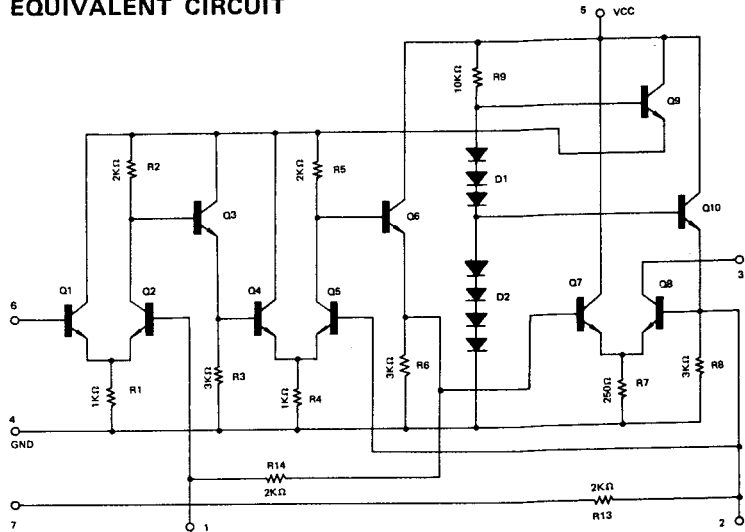 EQUIVALENT CIRCUIT
5 VCC
10KΩ R9
Q9
2KΩ R2
2KΩ R5
D1
Q3
Q6
Q10
Q1 Q2
Q4 Q5
D2
Q7 Q8
3
6
1KΩ R1
3KΩ R3
1KΩ R4
3KΩ R6
250Ω R7
3KΩ R8
4
GND
R14
2KΩ
2KΩ
R13
7 1 2